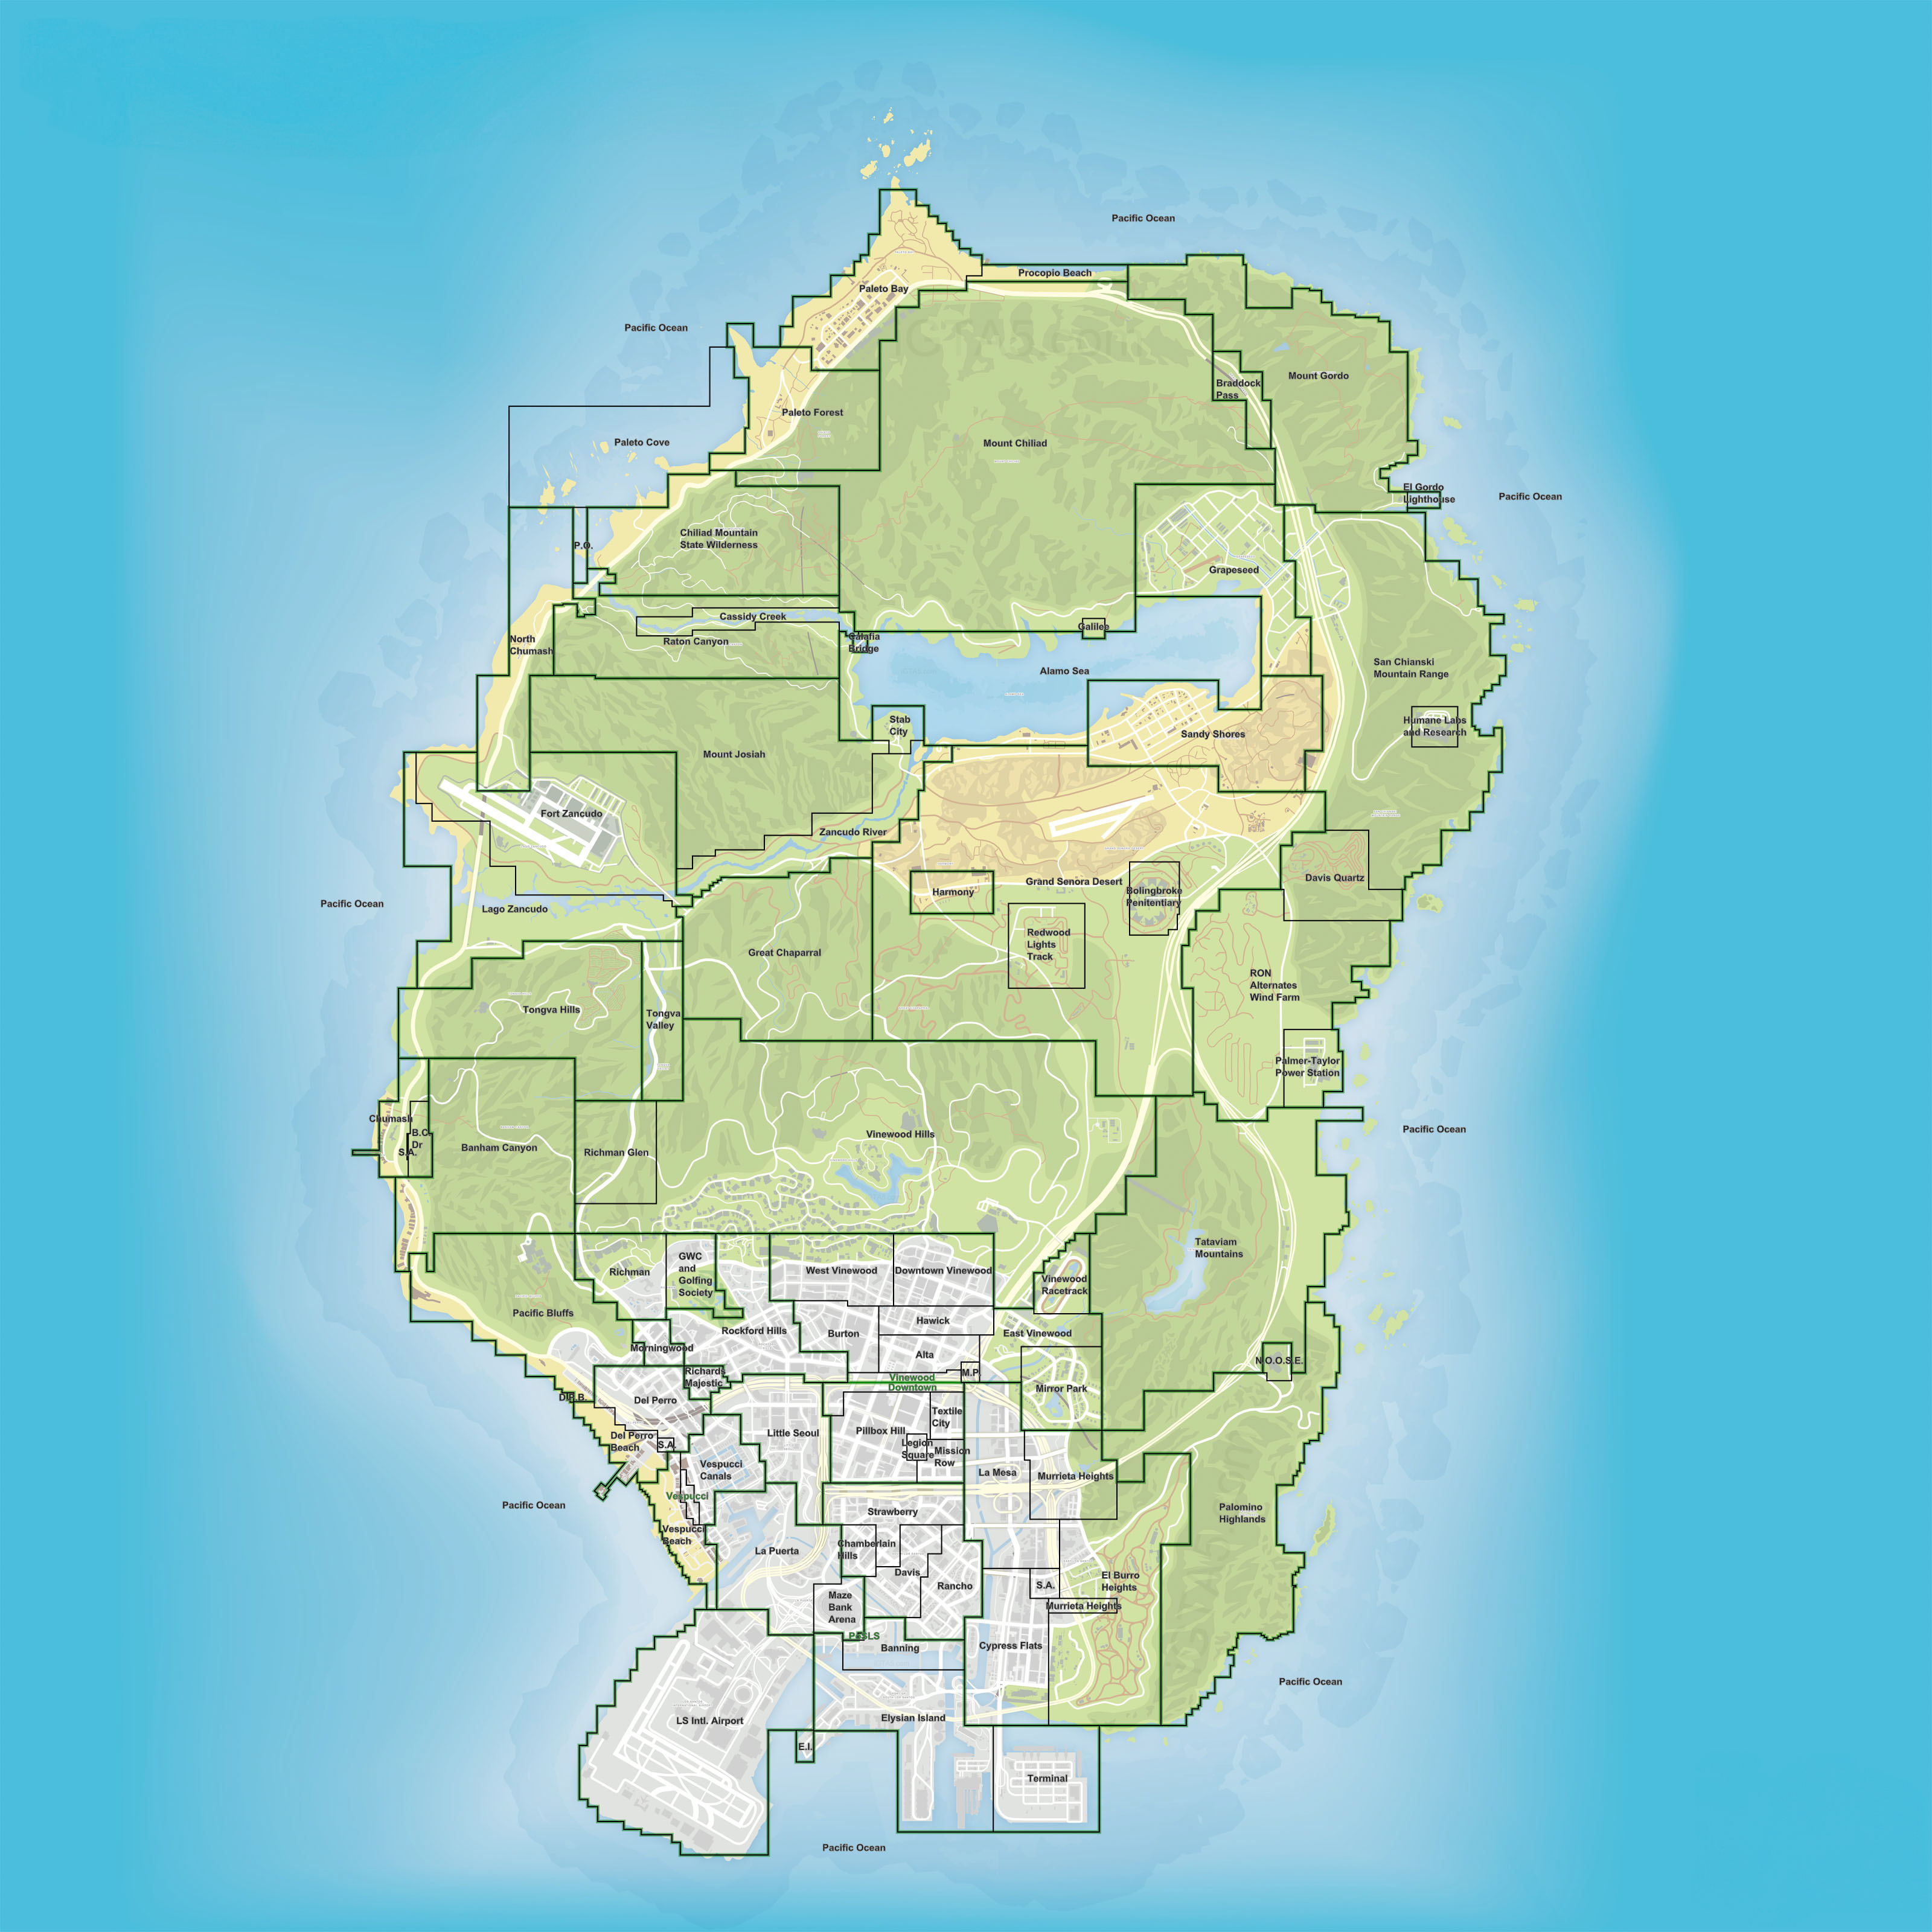 Pacific Ocean
Procopio Beach
Paleto Bay
Pacific Ocean
Mount Gordo
Braddock
Pass
Paleto Forest
Paleto Cove
Mount Chiliad
El Gordo
Lighthouse
Pacific Ocean
Chiliad Mountain
State Wilderness
P.O.
Grapeseed
Cassidy Creek
Galilee
North
Chumash
Raton Canyon
Calafia
Bridge
Alamo Sea
San Chianski
Mountain Range
Stab
City
Humane Labs
and Research
Sandy Shores
Mount Josiah
Fort Zancudo
Zancudo River
Davis Quartz
Grand Senora Desert
Harmony
Bolingbroke
Penitentiary
Pacific Ocean
Lago Zancudo
Redwood
Lights
Track
Great Chaparral
RON
Alternates
Wind Farm
Tongva Hills
Tongva
Valley
Palmer-Taylor
Power Station
Chumash
B.C.
Dr
S.A.
Banham Canyon
Richman Glen
Vinewood Hills
Pacific Ocean
Tataviam
Mountains
GWC
and
Golfing
Society
Richman
West Vinewood
Downtown Vinewood
Vinewood
Racetrack
Pacific Bluffs
Rockford Hills
Burton
Hawick
East Vinewood
Morningwood
Alta
N.O.O.S.E.
Richards
Majestic
M.P.
Vinewood
Downtown
Mirror Park
D.P.B.
Del Perro
Textile
City
Little Seoul
Pillbox Hill
Legion
Square
Mission
Row
Del Perro
Beach
S.A.
Vespucci
Canals
La Mesa
Murrieta Heights
Vespucci
Pacific Ocean
Strawberry
Palomino
Highlands
Vespucci
Beach
La Puerta
Chamberlain
Hills
Davis
Rancho
S.A.
El Burro
Heights
Maze
Bank
Arena
Murrieta Heights
Banning
Cypress Flats
Pacific Ocean
LS Intl. Airport
Elysian Island
E.I.
Terminal
Pacific Ocean